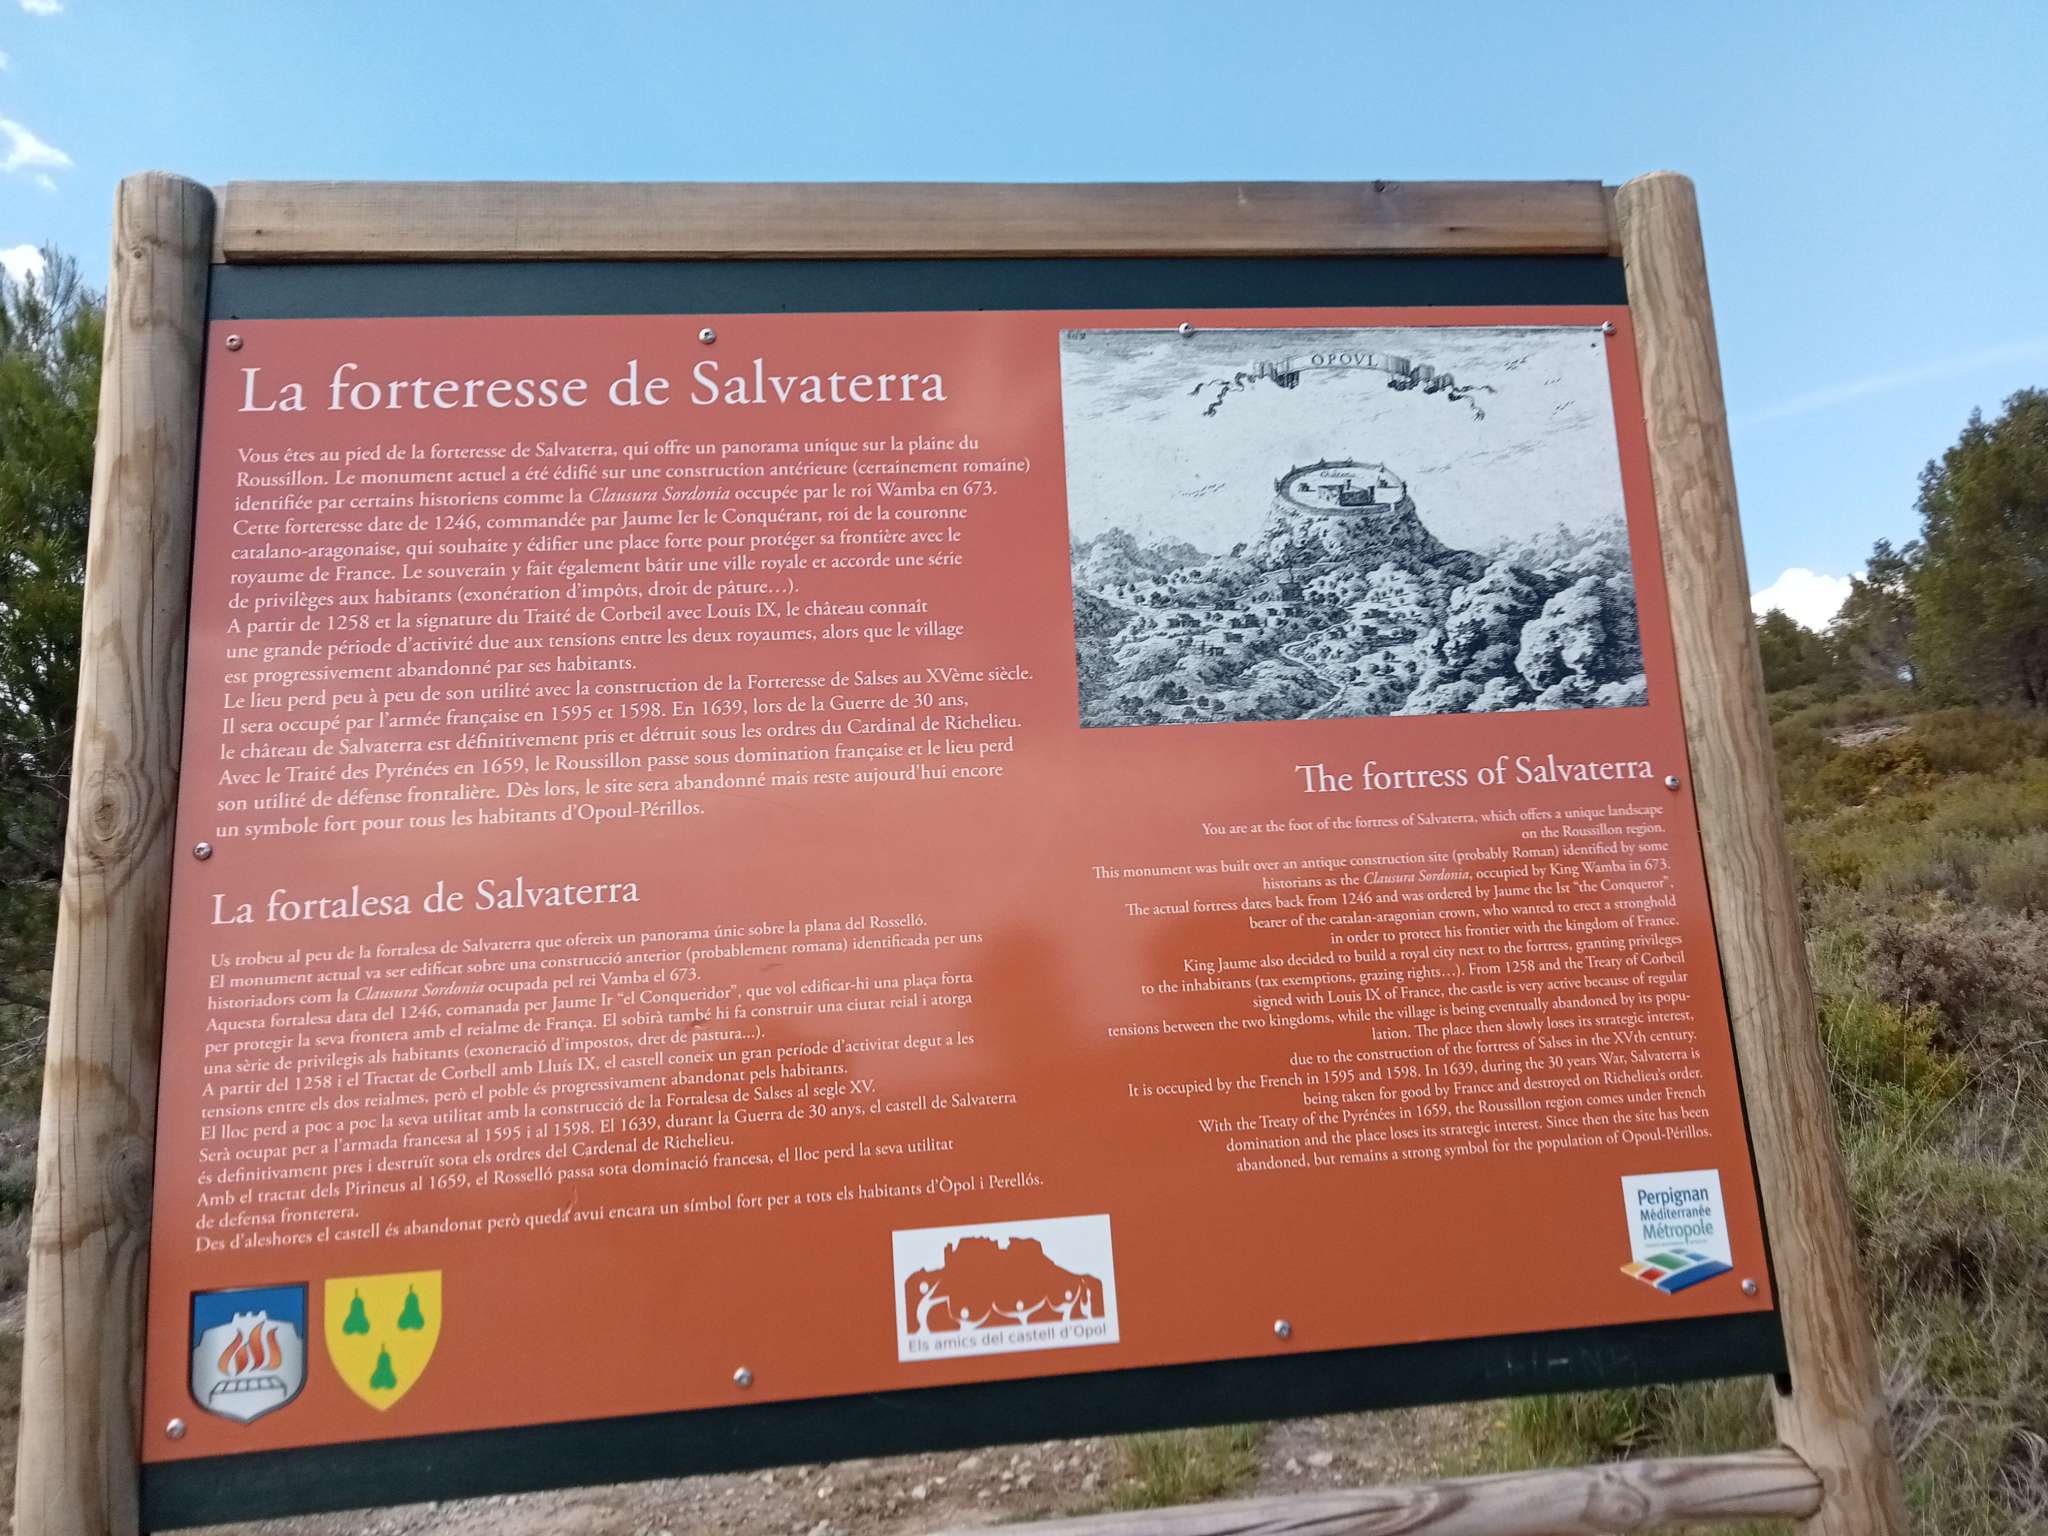 La forteresse de Salvaterra
Vous êtes au pied de la forteresse de Salvaterra, qui offre un panorama unique sur la plaine du
Roussillon. Le monument actuel a été édifié sur une construction antérieure (certainement romaine)
identifiée par certains historiens comme la Clausura Sordonia occupée par le roi Wamba en 673.
Cette forteresse date de 1246, commandée par Jaume Ier le Conquérant, roi de la couronne
catalano-aragonaise, qui souhaite y édifier une place forte pour protéger sa frontière avec le
royaume de France. Le souverain y fait également bâtir une ville royale et accorde une série
de privilèges aux habitants (exonération d'impôts, droit de pâture…).
A partir de 1258 et la signature du Traité de Corbeil avec Louis IX, le château connaît
une grande période d'activité due aux tensions entre les deux royaumes, alors que le village
est progressivement abandonné par ses habitants.
Le lieu perd peu à peu de son utilité avec la construction de la Forteresse de Salses au XVème siècle.
Il sera occupé par l'armée française en 1595 et 1598. En 1639, lors de la Guerre de 30 ans,
le château de Salvaterra est définitivement pris et détruit sous les ordres du Cardinal de Richelieu.
Avec le Traité des Pyrénées en 1659, le Roussillon passe sous domination française et le lieu perd
son utilité de défense frontalière. Dès lors, le site sera abandonné mais reste aujourd'hui encore
un symbole fort pour tous les habitants d'Opoul-Périllos.
La fortalesa de Salvaterra
Us trobeu al peu de la fortalesa de Salvaterra que ofereix un panorama únic sobre la plana del Rosselló.
El monument actual va ser edificat sobre una construcció anterior (probablement romana) identificada per uns
historiadors com la Clausura Sordonia ocupada pel rei Vamba el 673.
Aquesta fortalesa data del 1246, comanada per Jaume Ir “el Conqueridor”, que vol edificar-hi una plaça forta
per protegir la seva frontera amb el reialme de França. El sobirà també hi fa construir una ciutat reial i atorga
una sèrie de privilegis als habitants (exoneració d'impostos, dret de pastura...).
A partir del 1258 i el Tractat de Corbell amb Lluís IX, el castell coneix un gran període d'activitat degut a les
tensions entre els dos reialmes, però el poble és progressivament abandonat pels habitants.
El lloc perd a poc a poc la seva utilitat amb la construcció de la Fortalesa de Salses al segle XV.
Serà ocupat per a l'armada francesa al 1595 i al 1598. El 1639, durant la Guerra de 30 anys, el castell de Salvaterra
és definitivament pres i destruït sota els ordres del Cardenal de Richelieu.
Amb el tractat dels Pirineus al 1659, el Rosselló passa sota dominació francesa, el lloc perd la seva utilitat
de defensa fronterera.
Des d'aleshores el castell és abandonat però queda avui encara un símbol fort per a tots els habitants d'Òpol i Perellós.
OPOUL
Château
The fortress of Salvaterra
You are at the foot of the fortress of Salvaterra, which offers a unique landscape
on the Roussillon region.
This monument was built over an antique construction site (probably Roman) identified by some
historians as the Clausura Sordonia, occupied by King Wamba in 673.
The actual fortress dates back from 1246 and was ordered by Jaume the Ist “the Conqueror”,
bearer of the catalan-aragonian crown, who wanted to erect a stronghold
in order to protect his frontier with the kingdom of France.
King Jaume also decided to build a royal city next to the fortress, granting privileges
to the inhabitants (tax exemptions, grazing rights…). From 1258 and the Treaty of Corbeil
signed with Louis IX of France, the castle is very active because of regular
tensions between the two kingdoms, while the village is being eventually abandoned by its popu-
lation. The place then slowly loses its strategic interest,
due to the construction of the fortress of Salses in the XVth century.
It is occupied by the French in 1595 and 1598. In 1639, during the 30 years War, Salvaterra is
being taken for good by France and destroyed on Richelieu's order.
With the Treaty of the Pyrénées in 1659, the Roussillon region comes under French
domination and the place loses its strategic interest. Since then the site has been
abandoned, but remains a strong symbol for the population of Opoul-Périllos.
Els amics del castell d'Opol
Perpignan
Méditerranée
Métropole